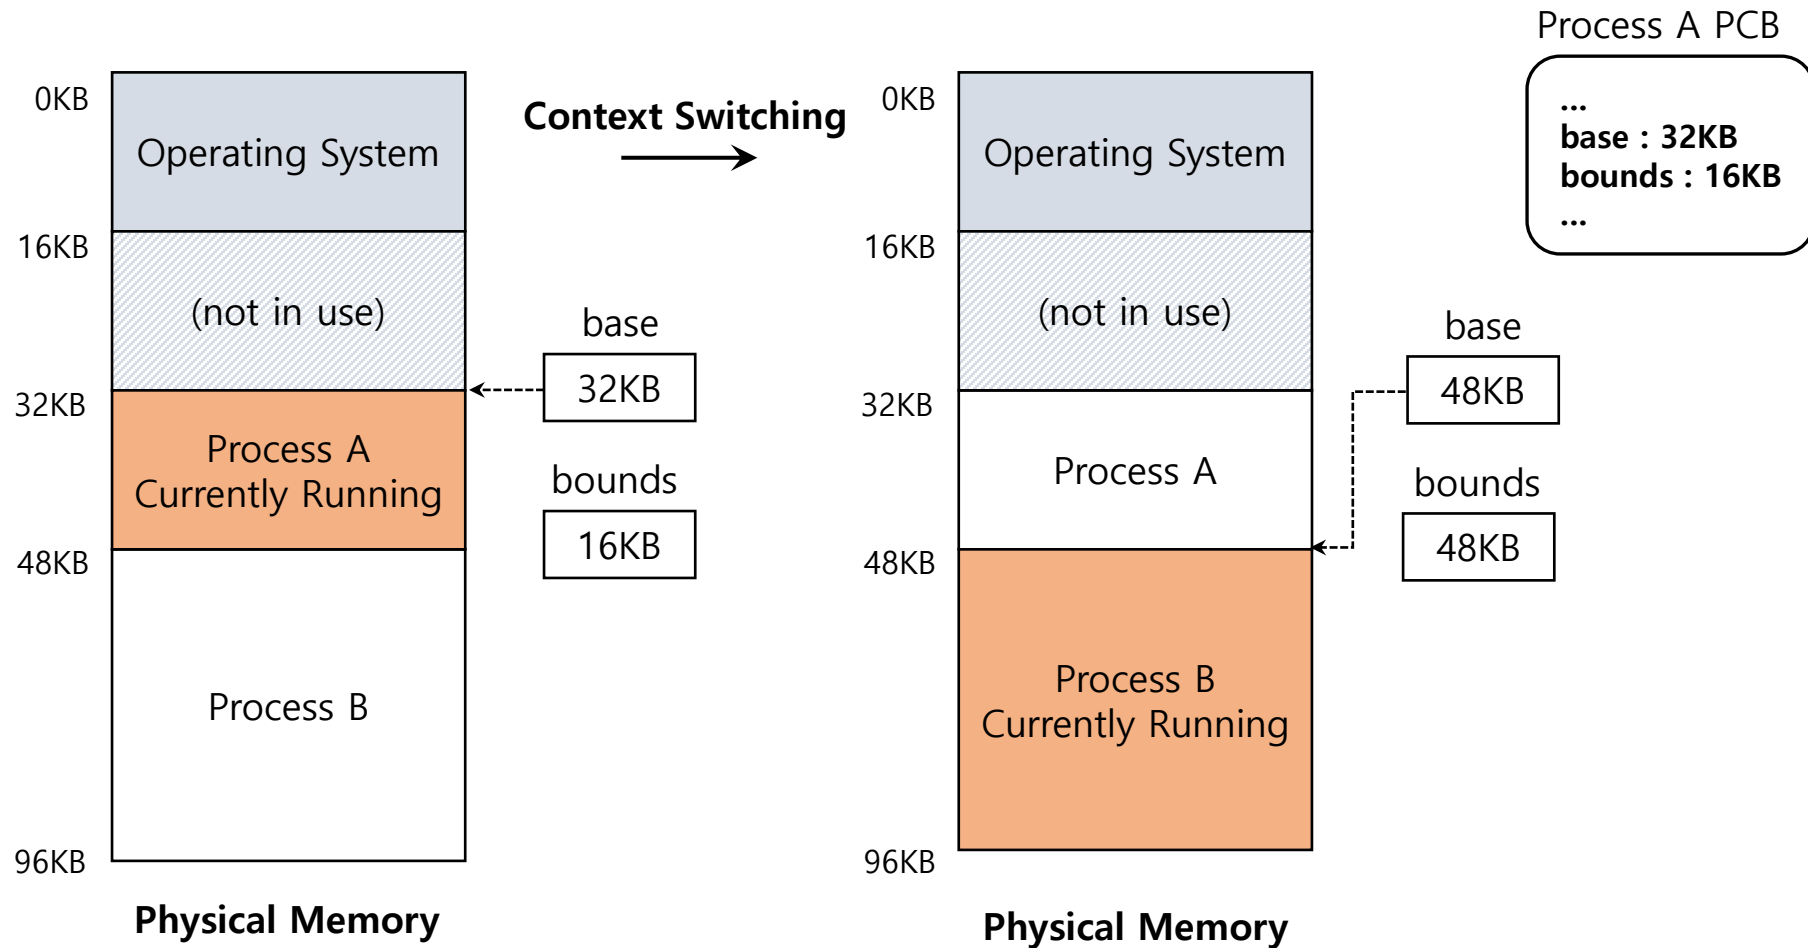 Process A PCB
...
base : 32KB
bounds : 16KB
...
Context Switching
0KB
Operating System
16KB
(not in use)
32KB
Process A
Currently Running
48KB
Process B
96KB
Physical Memory
base
32KB
bounds
16KB
0KB
Operating System
16KB
(not in use)
32KB
Process A
48KB
Process B
Currently Running
96KB
Physical Memory
base
48KB
bounds
48KB